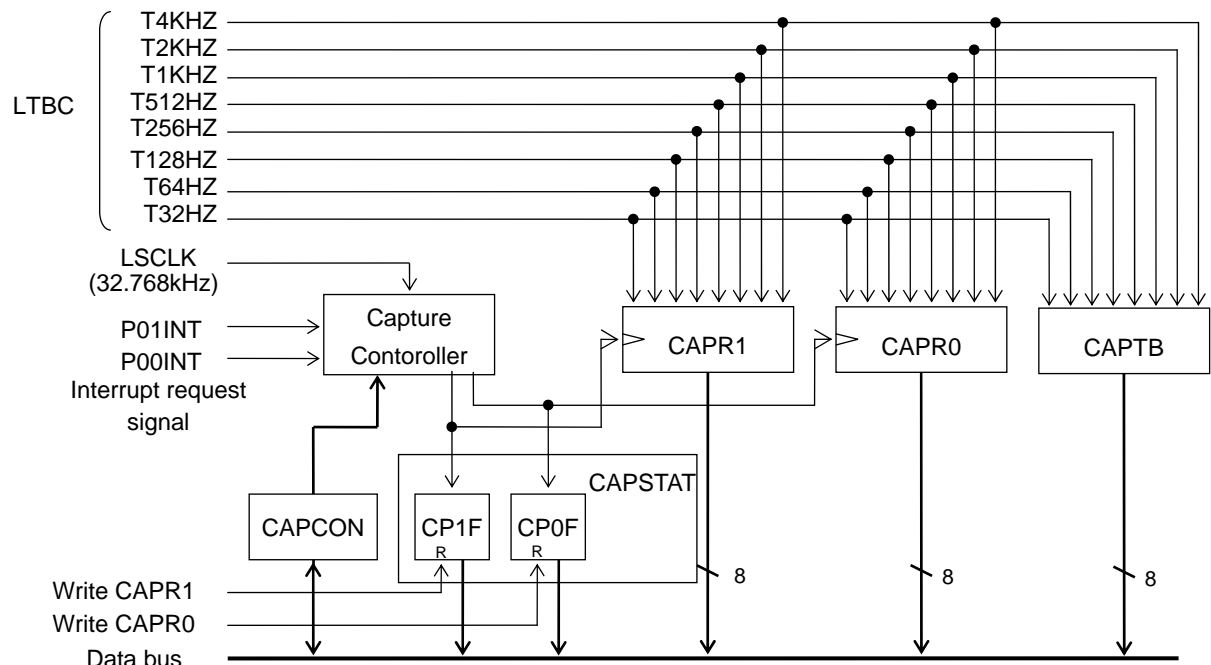 T4KHZ
T2KHZ
T1KHZ
LTBC
T512HZ
T256HZ
T128HZ
T64HZ
T32HZ
LSCLK
(32.768kHz)
P01INT
P00INT
Interrupt request
signal
Capture
Contoroller
CAPR1
CAPR0
CAPTB
CAPSTAT
CAPCON
CP1F
R
CP0F
R
8
8
8
Write CAPR1
Write CAPR0
Data bus